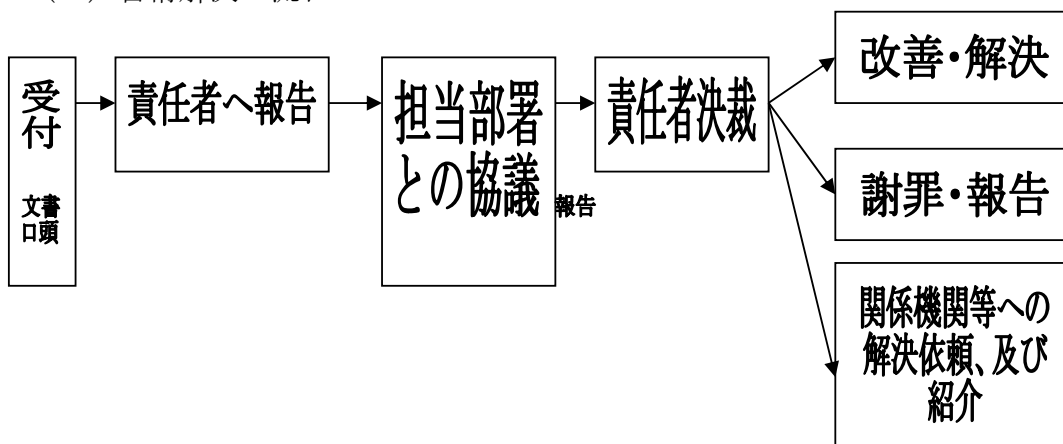 受付
文書
口頭
責任者へ報告
担当部署
との協議
報告
責任者決裁
改善・解決
謝罪・報告
関係機関等への
解決依頼、及び
紹介